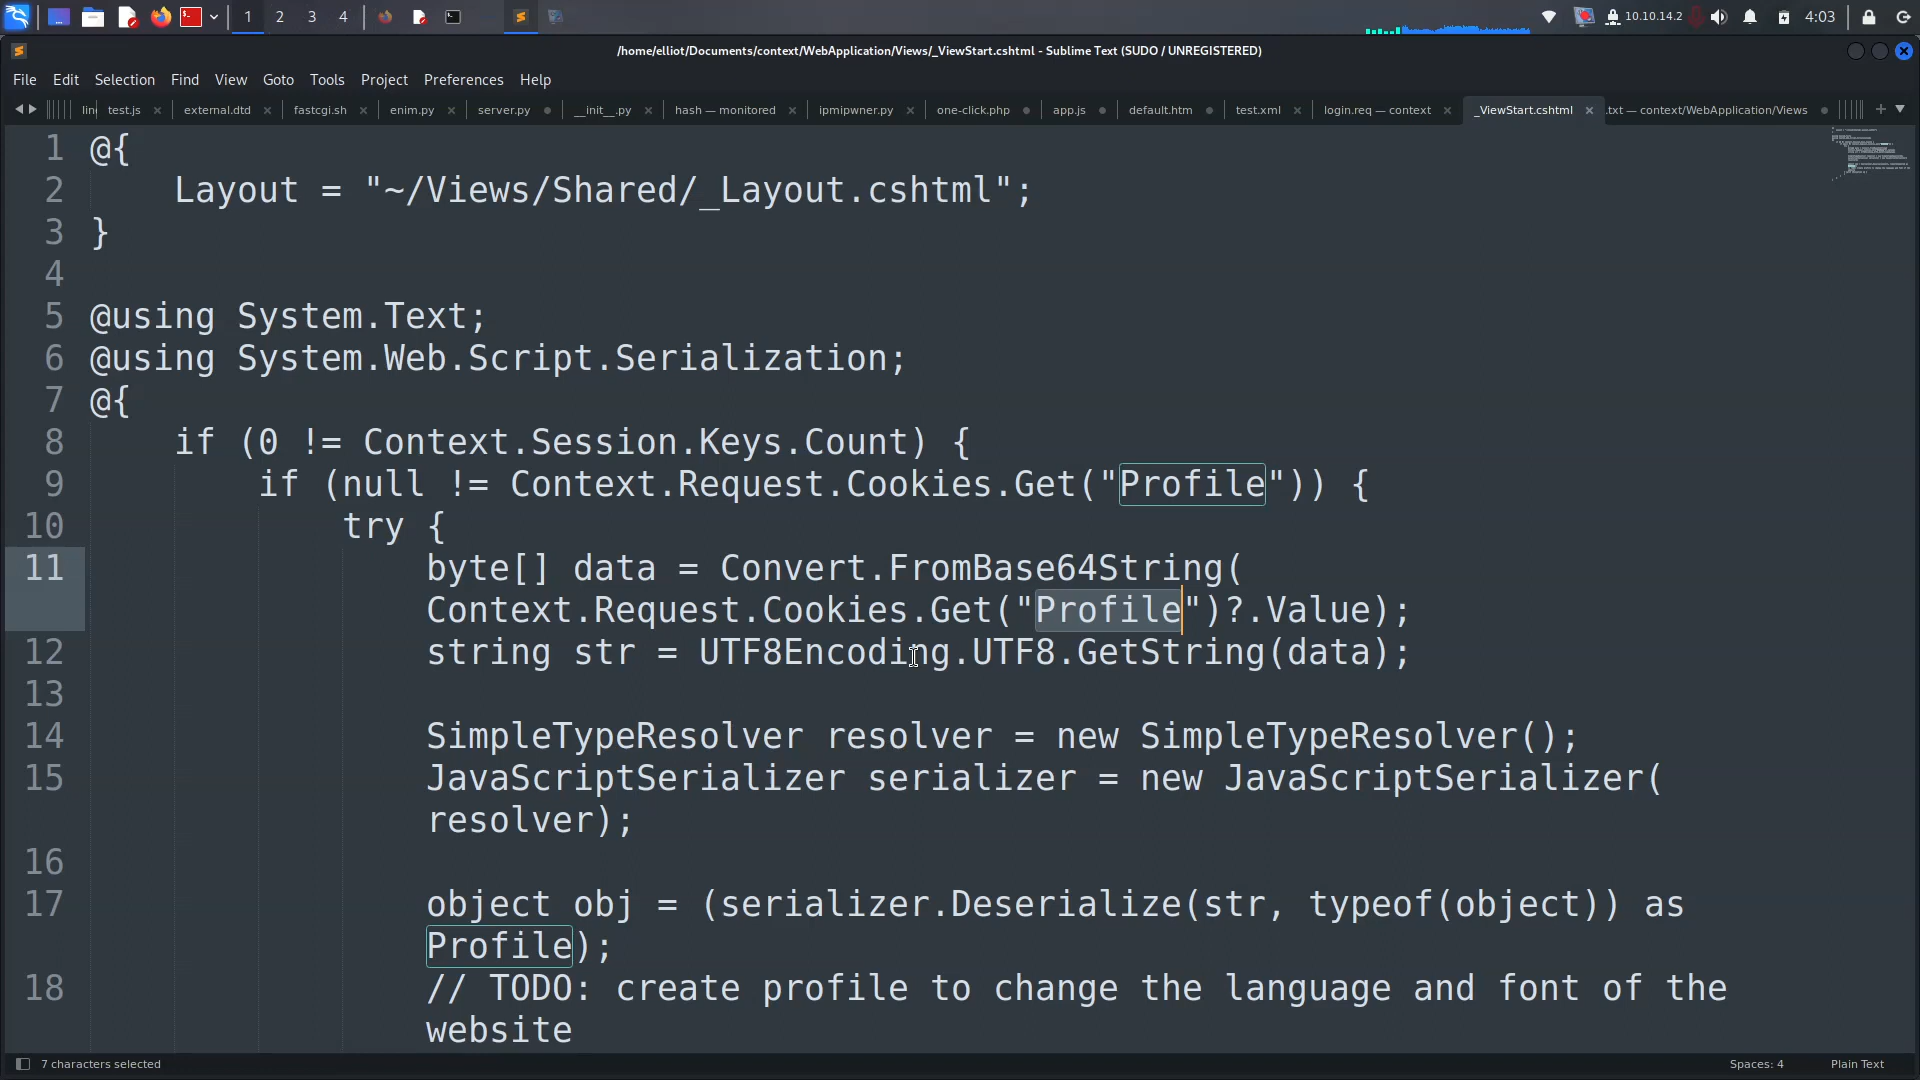 1 2 3 4 10.10.14.2 4:03
/home/elliot/Documents/context/WebApplication/Views/_ViewStart.cshtml - Sublime Text (SUDO / UNREGISTERED)
File Edit Selection Find View Goto Tools Project Preferences Help
lin test.js external.dtd fastcgi.sh enim.py server.py __init__.py hash — monitored ipmipwner.py one-click.php app.js default.htm test.xml login.req — context _ViewStart.cshtml .txt — context/WebApplication/Views
1 @{
2 Layout = "~/Views/Shared/_Layout.cshtml";
3 }
4
5 @using System.Text;
6 @using System.Web.Script.Serialization;
7 @{
8 if (0 != Context.Session.Keys.Count) {
9 if (null != Context.Request.Cookies.Get("Profile")) {
10 try {
11 byte[] data = Convert.FromBase64String(
Context.Request.Cookies.Get("Profile")?.Value);
12 string str = UTF8Encoding.UTF8.GetString(data);
13
14 SimpleTypeResolver resolver = new SimpleTypeResolver();
15 JavaScriptSerializer serializer = new JavaScriptSerializer(
resolver);
16
17 object obj = (serializer.Deserialize(str, typeof(object)) as
Profile);
18 // TODO: create profile to change the language and font of the
website
7 characters selected Spaces: 4 Plain Text